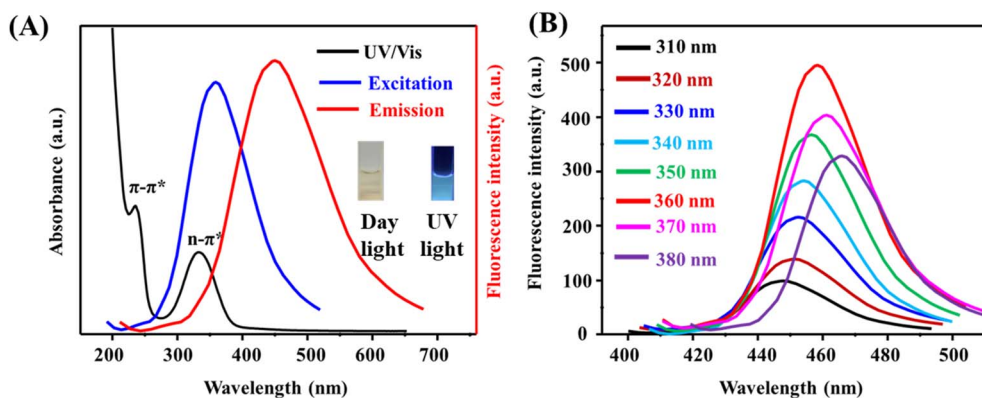 (A)
Absorbance (a.u.)
UV/Vis
Excitation
Emission
π-π*
n-π*
Day
light
UV
light
Fluorescence intensity (a.u.)
200 300 400 500 600 700
Wavelength (nm)
(B)
Fluorescence intensity (a.u.)
500
400
300
200
100
0
310 nm
320 nm
330 nm
340 nm
350 nm
360 nm
370 nm
380 nm
400 420 440 460 480 500
Wavelength (nm)